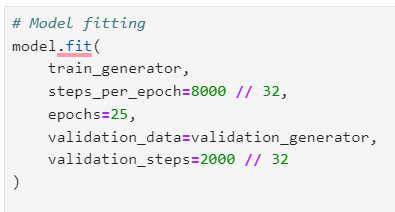 # Model fitting
model.fit(
    train_generator,
    steps_per_epoch=8000 // 32,
    epochs=25,
    validation_data=validation_generator,
    validation_steps=2000 // 32
)